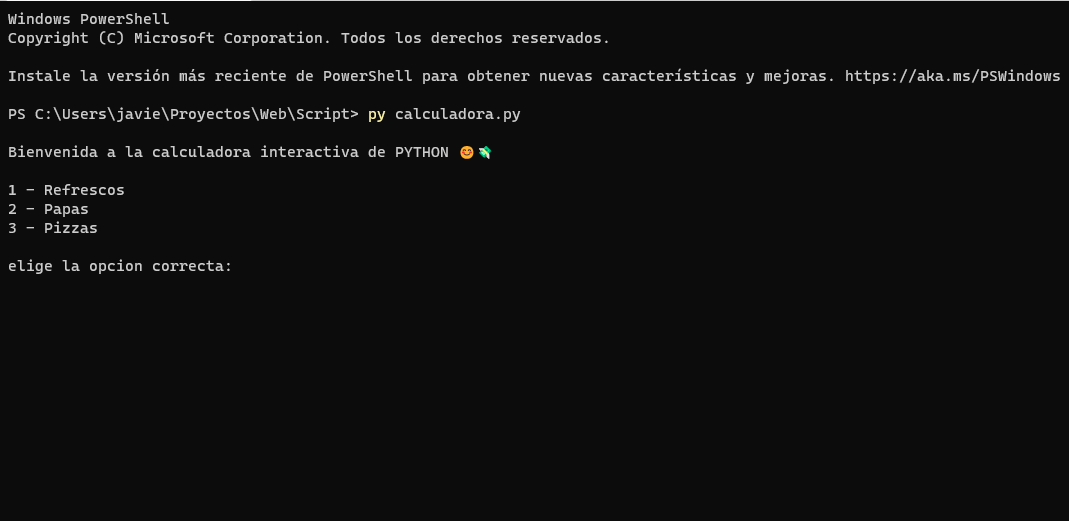 Windows PowerShell
Copyright (C) Microsoft Corporation. Todos los derechos reservados.
Instale la versión más reciente de PowerShell para obtener nuevas características y mejoras. https://aka.ms/PSWindows
PS C:\Users\javie\Proyectos\Web\Script> py calculadora.py
Bienvenida a la calculadora interactiva de PYTHON 😊💸
1 - Refrescos
2 - Papas
3 - Pizzas
elige la opcion correcta: